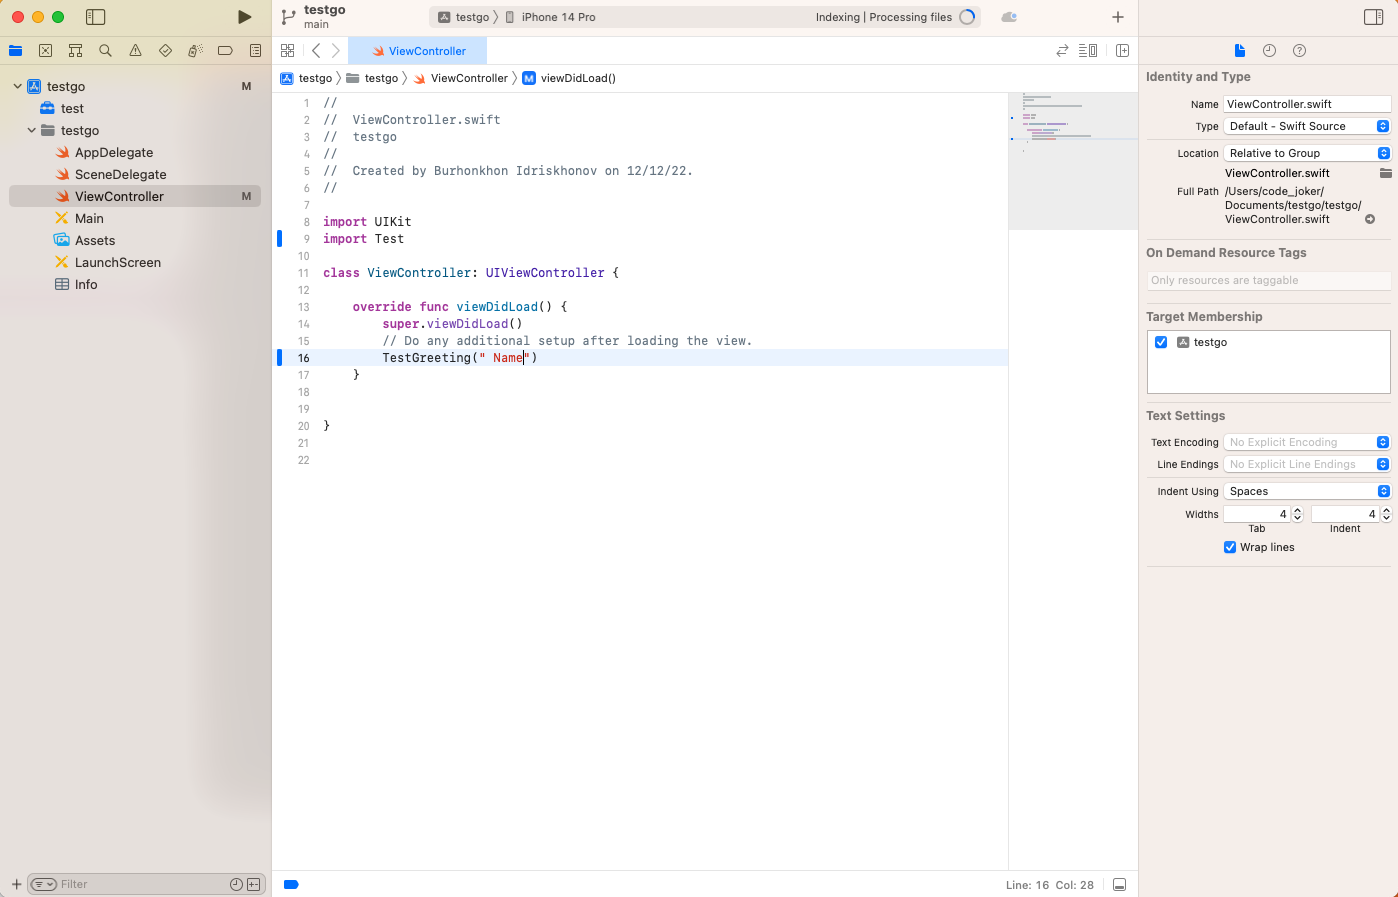 testgo
main
testgo
iPhone 14 Pro
Indexing | Processing files
ViewController
testgo
testgo
ViewController
M
viewDidLoad()
testgo
M
test
testgo
AppDelegate
SceneDelegate
ViewController
M
Main
Assets
LaunchScreen
Info
Filter
1 //
2 //  ViewController.swift
3 //  testgo
4 //
5 //  Created by Burhonkhon Idriskhonov on 12/12/22.
6 //
7
8 import UIKit
9 import Test
10
11 class ViewController: UIViewController {
12
13     override func viewDidLoad() {
14         super.viewDidLoad()
15         // Do any additional setup after loading the view.
16         TestGreeting(" Name")
17     }
18
19
20 }
21
22
Line: 16 Col: 28
Identity and Type
Name ViewController.swift
Type Default - Swift Source
Location Relative to Group
ViewController.swift
Full Path /Users/code_joker/
Documents/testgo/testgo/
ViewController.swift
On Demand Resource Tags
Only resources are taggable
Target Membership
testgo
Text Settings
Text Encoding No Explicit Encoding
Line Endings No Explicit Line Endings
Indent Using Spaces
Widths 4 4
Tab Indent
Wrap lines